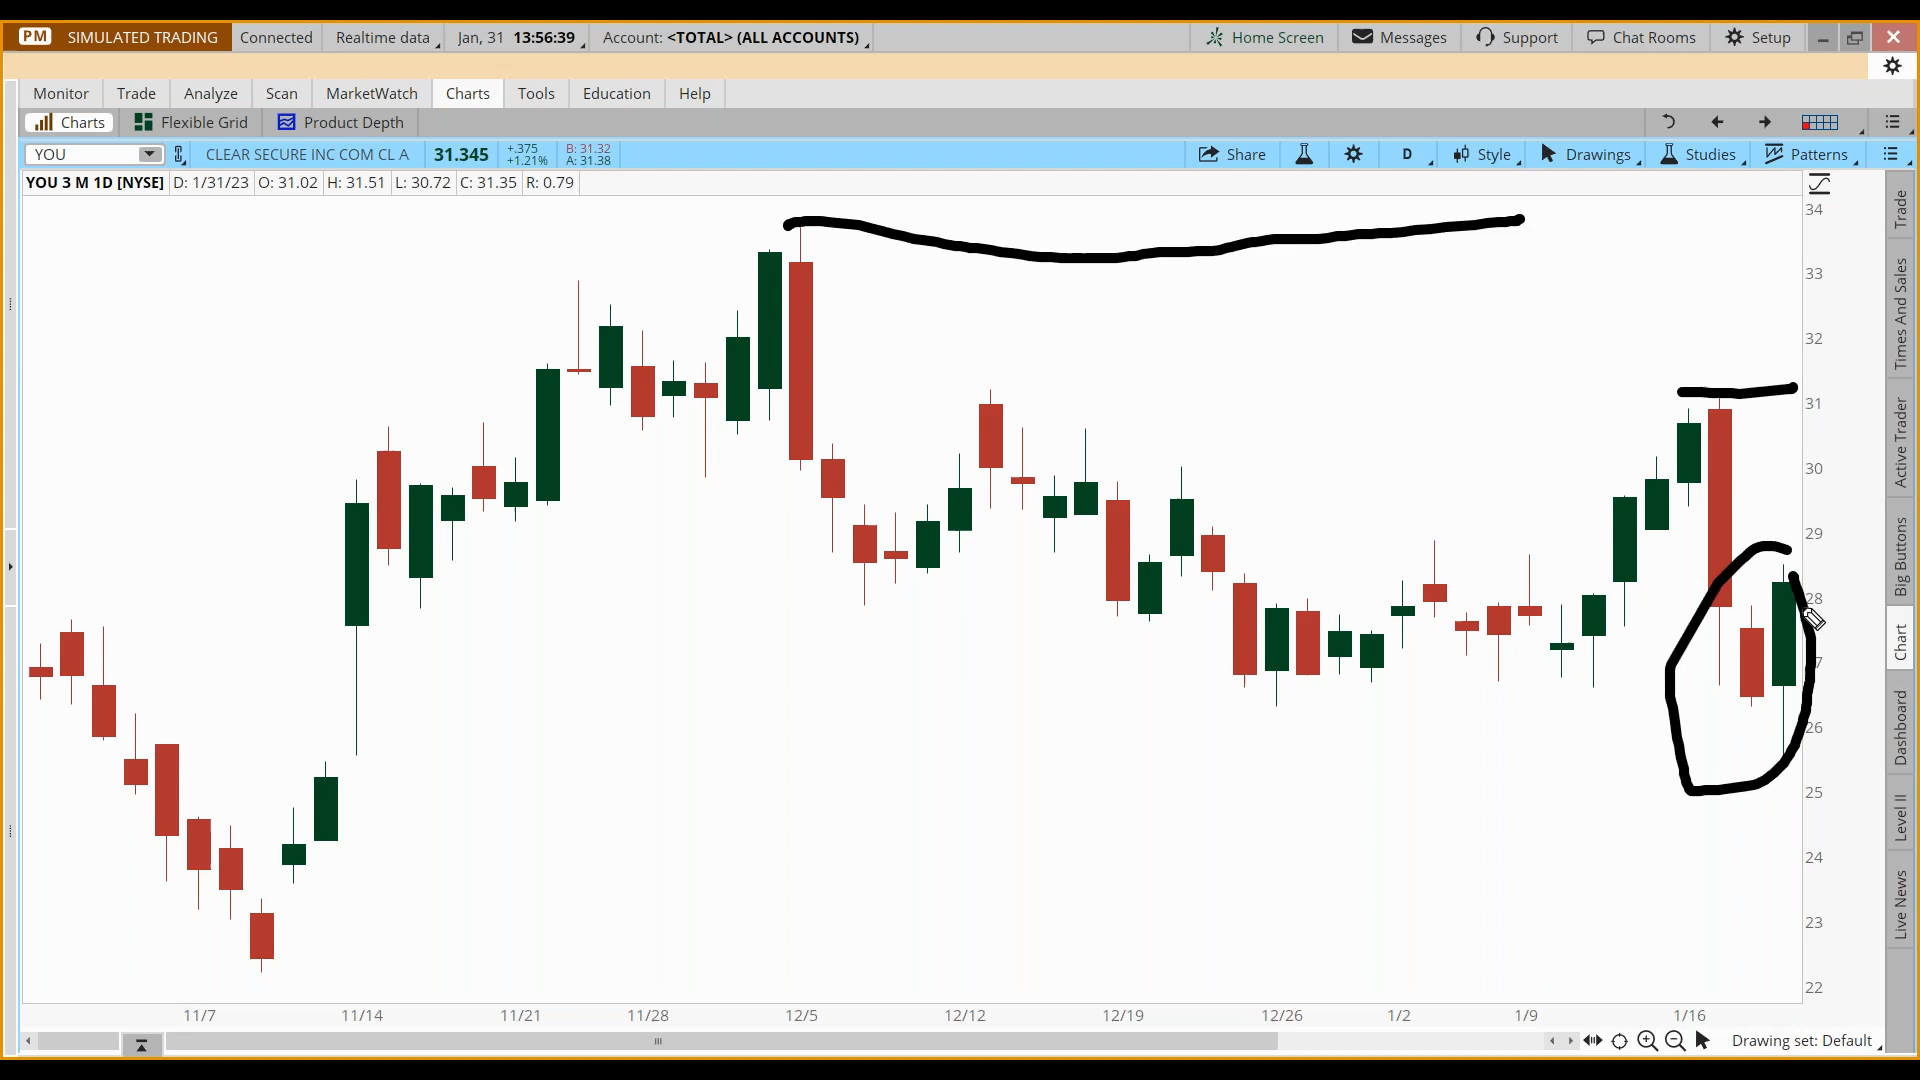 PM SIMULATED TRADING Connected Realtime data Jan, 31 13:56:39 Account: <TOTAL> (ALL ACCOUNTS) Home Screen Messages Support Chat Rooms Setup
Monitor Trade Analyze Scan MarketWatch Charts Tools Education Help
Charts Flexible Grid Product Depth
YOU CLEAR SECURE INC COM CL A 31.345 +.375 B: 31.32 Share D Style Drawings Studies Patterns
+1.21% A: 31.38
YOU 3 M 1D [NYSE] D: 1/31/23 O: 31.02 H: 31.51 L: 30.72 C: 31.35 R: 0.79
34
33
32
31
30
29
28
7
26
25
24
23
22
Trade
Times And Sales
Active Trader
Big Buttons
Chart
Dashboard
Level II
Live News
11/7 11/14 11/21 11/28 12/5 12/12 12/19 12/26 1/2 1/9 1/16
Drawing set: Default